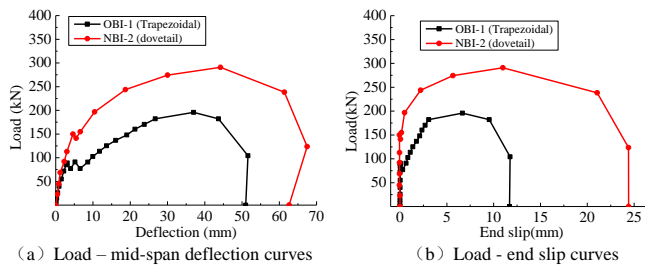 400
350
300
250
200
150
100
50
Load (kN)
OBI-1 (Trapezoidal)
NBI-2 (dovetail)
0 10 20 30 40 50 60 70
Deflection (mm)
（a）Load – mid-span deflection curves
400
350
300
250
200
150
100
50
Load(kN)
OBI-1 (Trapezoidal)
NBI-2 (dovetail)
0 5 10 15 20 25
End slip(mm)
（b）Load - end slip curves